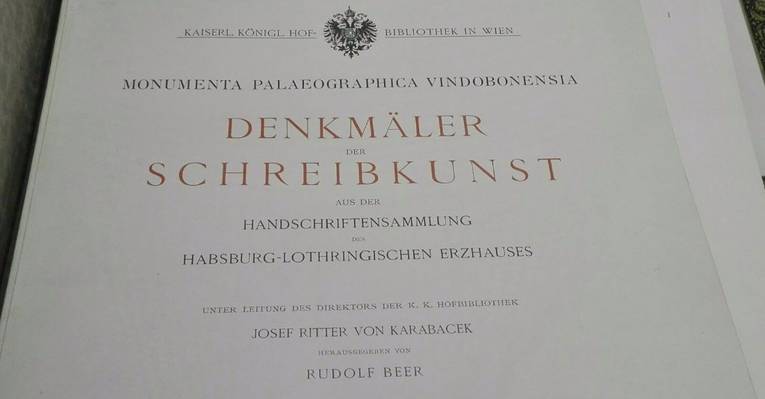 KAISERL. KÖNIGL. HOF-BIBLIOTHEK IN WIEN
MONUMENTA PALAEOGRAPHICA VINDOBONENSIA
DENKMÄLER
DER
SCHREIBKUNST
AUS DER
HANDSCHRIFTENSAMMLUNG
DES
HABSBURG-LOTHRINGISCHEN ERZHAUSES
UNTER LEITUNG DES DIREKTORS DER K. K. HOFBIBLIOTHEK
JOSEF RITTER VON KARABACEK
HERAUSGEGEBEN VON
RUDOLF BEER